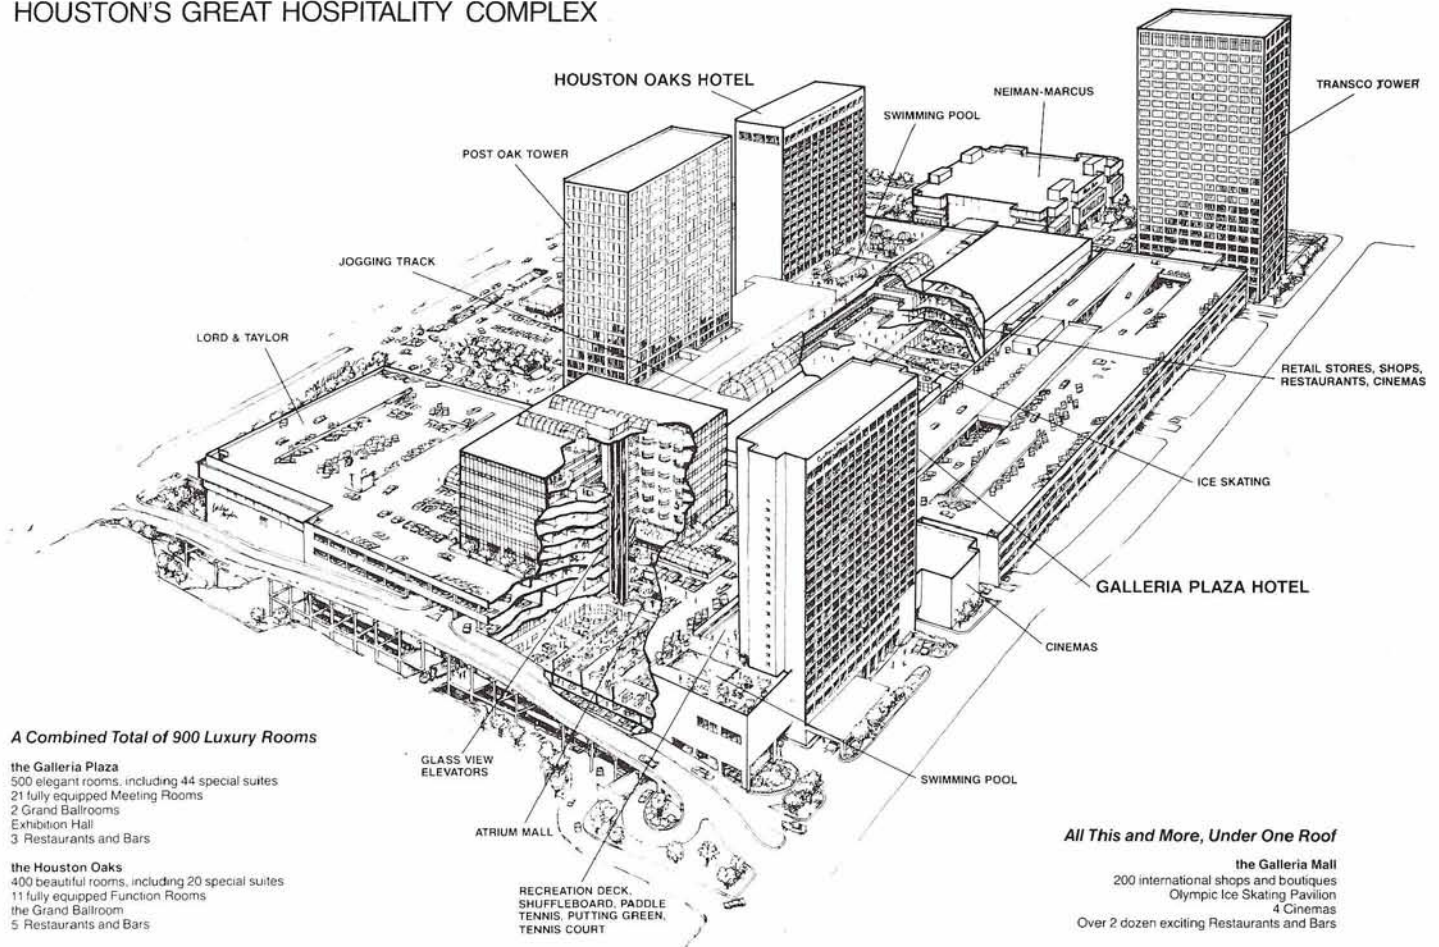 HOUSTON'S GREAT HOSPITALITY COMPLEX
HOUSTON OAKS HOTEL
NEIMAN-MARCUS
TRANSCO TOWER
SWIMMING POOL
POST OAK TOWER
JOGGING TRACK
LORD & TAYLOR
RETAIL STORES, SHOPS,
RESTAURANTS, CINEMAS
ICE SKATING
GALLERIA PLAZA HOTEL
CINEMAS
GLASS VIEW
ELEVATORS
SWIMMING POOL
ATRIUM MALL
RECREATION DECK,
SHUFFLEBOARD, PADDLE
TENNIS, PUTTING GREEN,
TENNIS COURT
A Combined Total of 900 Luxury Rooms
the Galleria Plaza
500 elegant rooms, including 44 special suites
21 fully equipped Meeting Rooms
2 Grand Ballrooms
Exhibition Hall
3 Restaurants and Bars
the Houston Oaks
400 beautiful rooms, including 20 special suites
11 fully equipped Function Rooms
the Grand Ballroom
5 Restaurants and Bars
All This and More, Under One Roof
the Galleria Mall
200 international shops and boutiques
Olympic Ice Skating Pavilion
4 Cinemas
Over 2 dozen exciting Restaurants and Bars